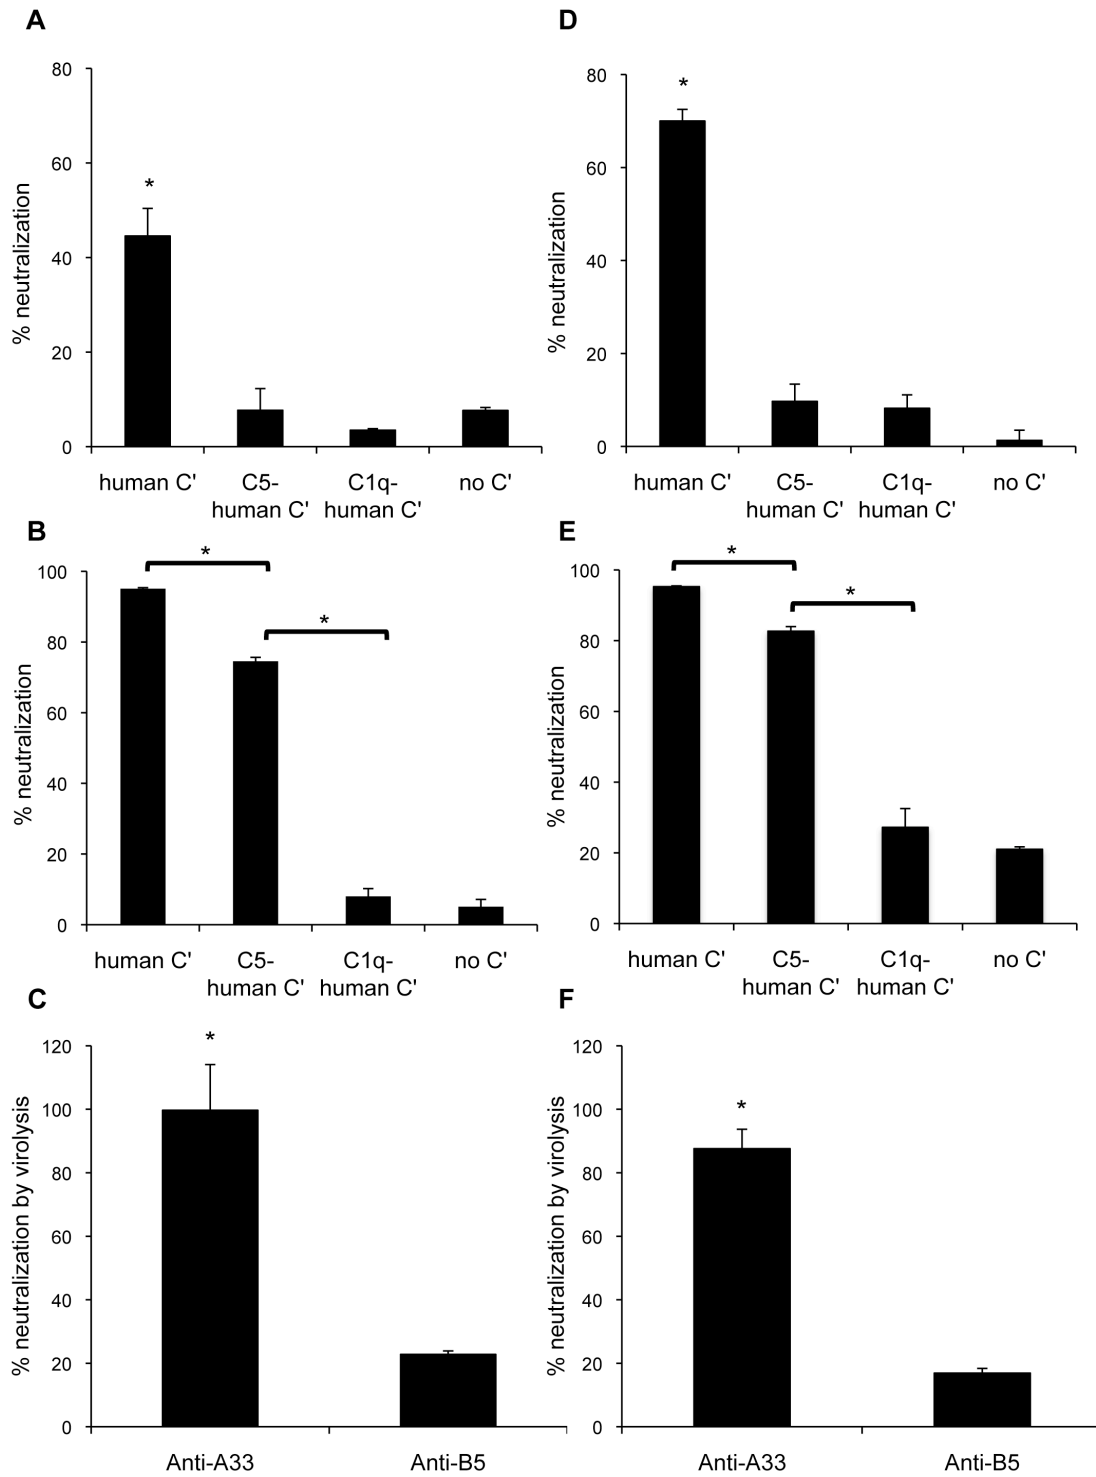 A
% neutralization
80
60
40
20
0
*
human C'
C5-
human C'
C1q-
human C'
no C'
D
% neutralization
80
60
40
20
0
*
human C'
C5-
human C'
C1q-
human C'
no C'
B
% neutralization
100
80
60
40
20
0
*
*
human C'
C5-
human C'
C1q-
human C'
no C'
E
% neutralization
100
80
60
40
20
0
*
*
human C'
C5-
human C'
C1q-
human C'
no C'
C
% neutralization by virolysis
120
100
80
60
40
20
0
*
Anti-A33
Anti-B5
F
% neutralization by virolysis
120
100
80
60
40
20
0
*
Anti-A33
Anti-B5